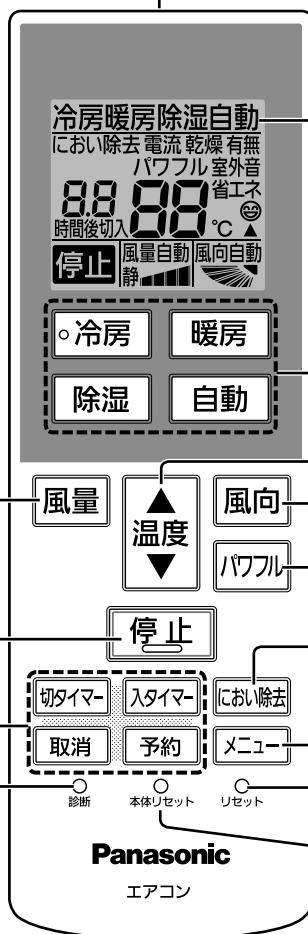 冷房暖房除湿自動
におい除去 電流 乾燥 有無
パワフル 室外音
8.8 88 省エネ
時間後切入 ℃ ▲
停止 風量自動 風向自動
静
冷房 暖房
除湿 自動
風量 ▲ 温度 ▼ 風向
パワフル
停止
切タイマー 入タイマー におい除去
取消 予約 メニュー
診断 本体リセット リセット
Panasonic
エアコン